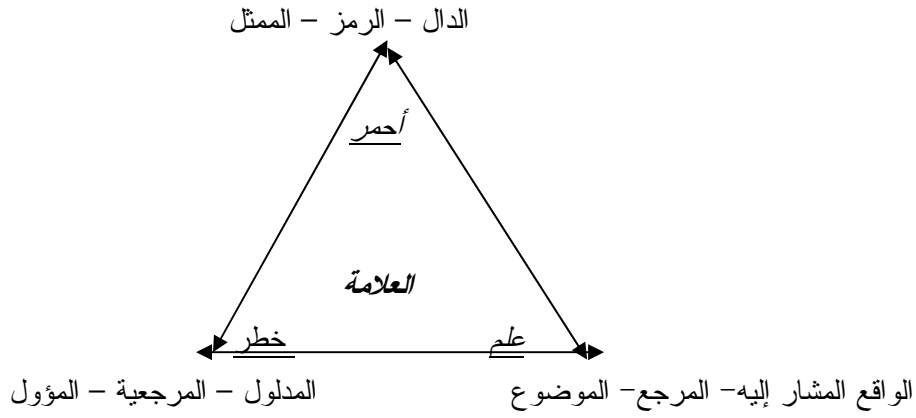 الدال – الرمز – الممثل
أحمر
العلامة
علم
خطر
الواقع المشار إليه- المرجع- الموضوع
المدلول – المرجعية – المؤول